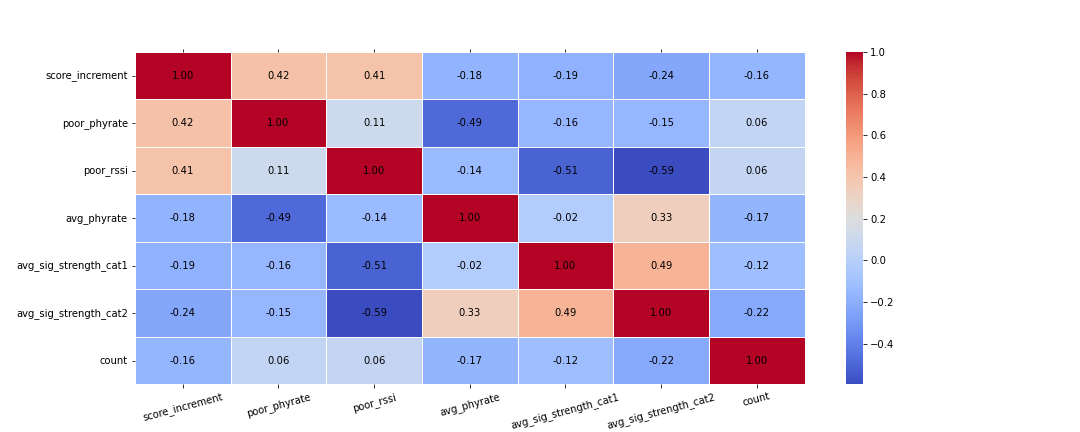 score_increment 1.00 0.42 0.41 -0.18 -0.19 -0.24 -0.16
poor_phyrate 0.42 1.00 0.11 -0.49 -0.16 -0.15 0.06
poor_rssi 0.41 0.11 1.00 -0.14 -0.51 -0.59 0.06
avg_phyrate -0.18 -0.49 -0.14 1.00 -0.02 0.33 -0.17
avg_sig_strength_cat1 -0.19 -0.16 -0.51 -0.02 1.00 0.49 -0.12
avg_sig_strength_cat2 -0.24 -0.15 -0.59 0.33 0.49 1.00 -0.22
count -0.16 0.06 0.06 -0.17 -0.12 -0.22 1.00
score_increment poor_phyrate poor_rssi avg_phyrate avg_sig_strength_cat1 avg_sig_strength_cat2 count
1.0
0.8
0.6
0.4
0.2
0.0
−0.2
−0.4